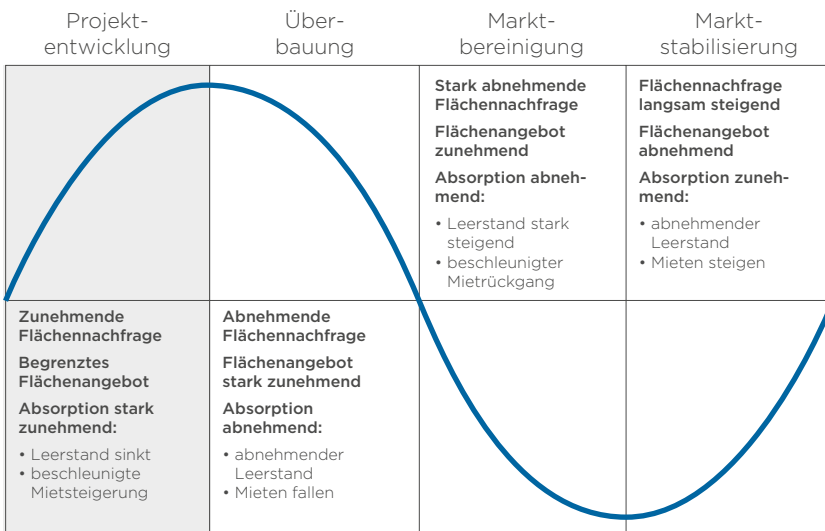 Projekt-
entwicklung
Über-
bauung
Markt-
bereinigung
Markt-
stabilisierung
Stark abnehmende
Flächennachfrage
Flächenangebot
zunehmend
Absorption abneh-
mend:
• Leerstand stark
steigend
• beschleunigter
Mietrückgang
Flächennachfrage
langsam steigend
Flächenangebot
abnehmend
Absorption zuneh-
mend:
• abnehmender
Leerstand
• Mieten steigen
Zunehmende
Flächennachfrage
Begrenztes
Flächenangebot
Absorption stark
zunehmend:
• Leerstand sinkt
• beschleunigte
Mietsteigerung
Abnehmende
Flächennachfrage
Flächenangebot
stark zunehmend
Absorption
abnehmend:
• abnehmender
Leerstand
• Mieten fallen